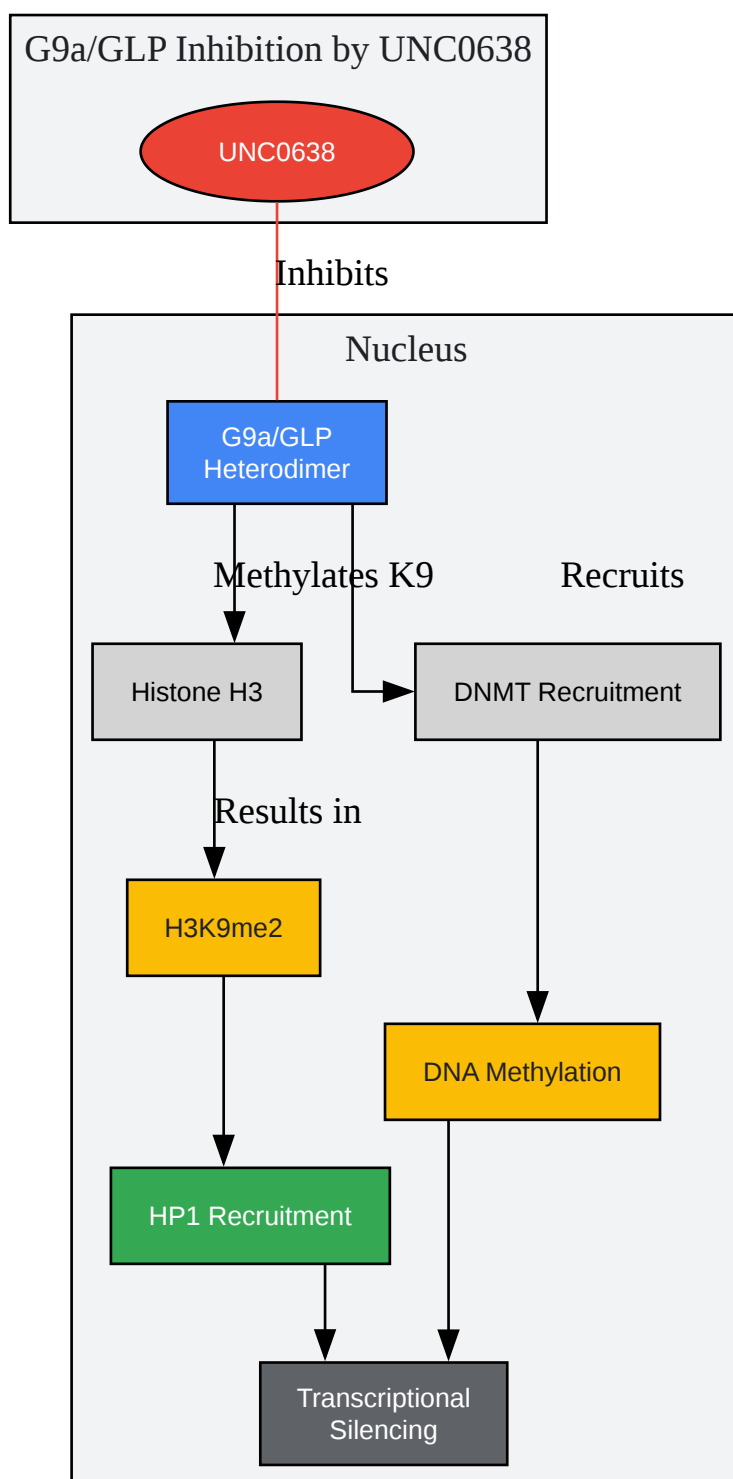 G9a/GLP Inhibition by UNC0638
UNC0638
Inhibits
Nucleus
G9a/GLP
Heterodimer
Methylates K9
Recruits
Histone H3
DNMT Recruitment
Results in
H3K9me2
DNA Methylation
HP1 Recruitment
Transcriptional
Silencing